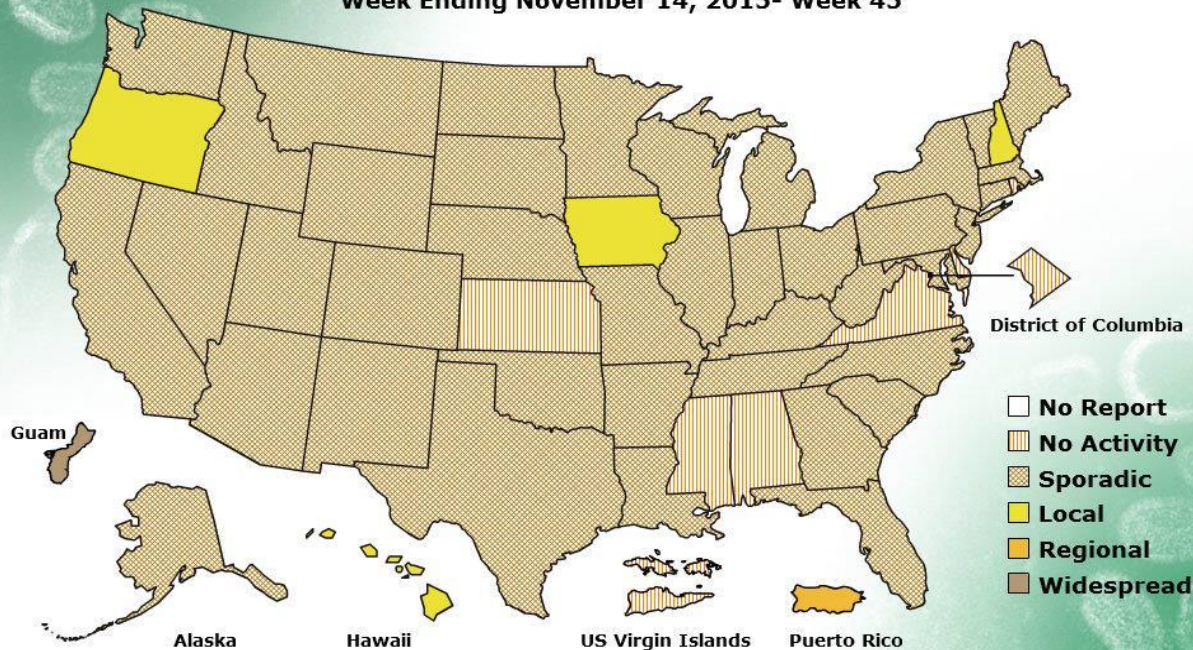 Week Ending November 14, 2015- Week 45
District of Columbia
No Report
Guam
No Activity
Sporadic
Local
Regional
Widespread
Alaska
Hawaii
US Virgin Islands
Puerto Rico